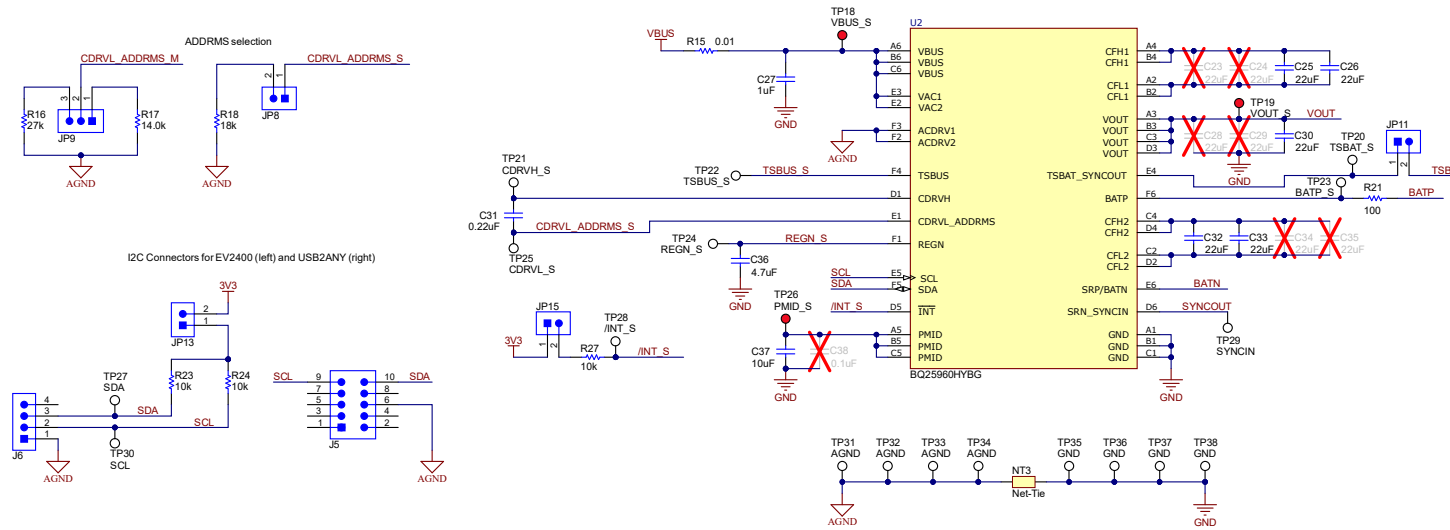 ADDRMS selection
CDRVL_ADDRMS_M
CDRVL_ADDRMS_S
3
2
1
R16
27k
JP9
R17
14.0k
AGND
R18
18k
2
1
JP8
AGND
I2C Connectors for EV2400 (left) and USB2ANY (right)
3V3
2
1
JP13
R23
10k
R24
10k
TP27
SDA
4
3
2
1
J6
SDA
SCL
TP30
SCL
AGND
SCL
SDA
9
7
5
3
1
10
8
6
4
2
J5
AGND
VBUS
R15
0.01
TP18
VBUS_S
C27
1uF
GND
AGND
TP22
TSBUS_S
TSBUS_S
TP21
CDRVH_S
C31
0.22uF
CDRVL_ADDRMS_S
TP25
CDRVL_S
TP24
REGN_S
REGN_S
C36
4.7uF
GND
SCL
SDA
/INT_S
JP15
1
2
3V3
R27
10k
TP28
/INT_S
/INT_S
TP26
PMID_S
C37
10uF
C38
0.1uF
GND
U2
A6
VBUS
B6
VBUS
C6
VBUS
E3
VAC1
E2
VAC2
F3
ACDRV1
F2
ACDRV2
F4
TSBUS
D1
CDRVH
E1
CDRVL_ADDRMS
F1
REGN
E5
SCL
F5
SDA
D5
INT
A5
PMID
B5
PMID
C5
PMID
BQ25960HYBG
CFH1
A4
CFH1
B4
CFL1
A2
CFL1
B2
VOUT
A3
VOUT
B3
VOUT
C3
VOUT
D3
TSBAT_SYNCOUT
E4
BATP
F6
CFH2
C4
CFH2
D4
CFL2
C2
CFL2
D2
SRP/BATN
E6
SRN_SYNCIN
D6
GND
A1
GND
B1
GND
C1
C23
22uF
C24
22uF
C25
22uF
C26
22uF
TP19
VOUT_S
VOUT
C28
22uF
C29
22uF
C30
22uF
GND
TP20
TSBAT_S
JP11
1
2
TSB
TP23
BATP_S
R21
100
BATP
C32
22uF
C33
22uF
C34
22uF
C35
22uF
BATN
SYNCOUT
TP29
SYNCIN
GND
TP31
AGND
TP32
AGND
TP33
AGND
TP34
AGND
NT3
Net-Tie
TP35
GND
TP36
GND
TP37
GND
TP38
GND
AGND
GND